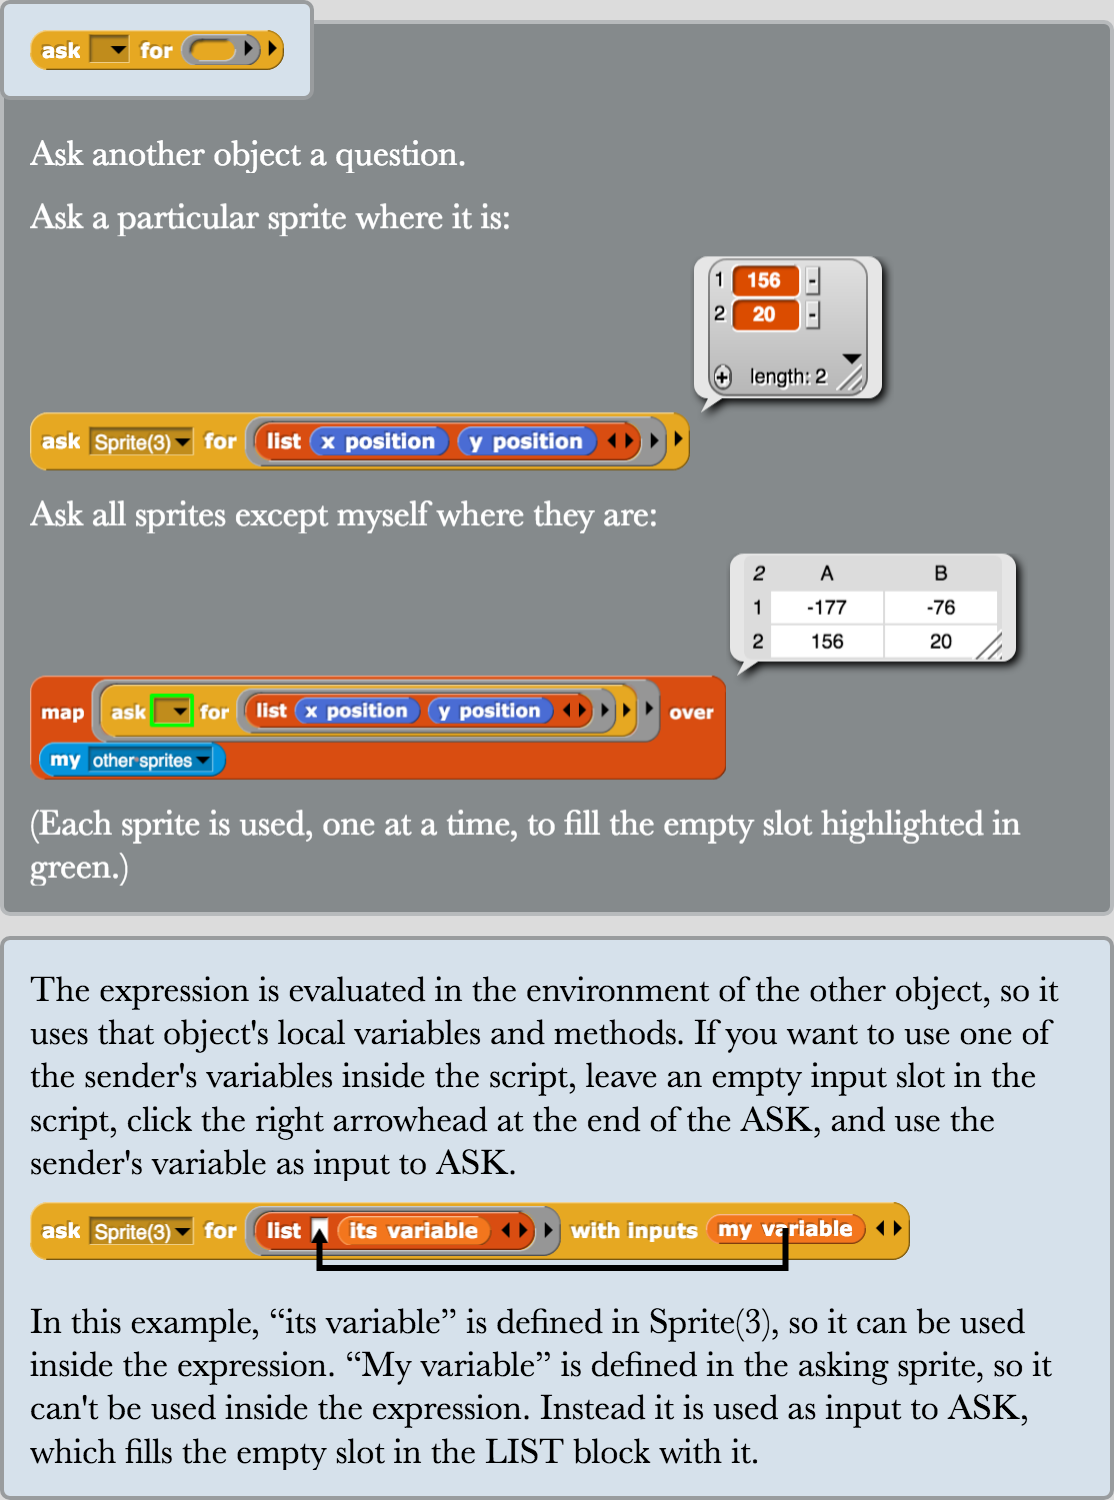 ask for
Ask another object a question.
Ask a particular sprite where it is:
1 156 -
2 20 -
length: 2
ask Sprite(3) for list x position y position
Ask all sprites except myself where they are:
2 A B
1 -177 -76
2 156 20
map ask for list x position y position over
my other sprites
(Each sprite is used, one at a time, to fill the empty slot highlighted in
green.)
The expression is evaluated in the environment of the other object, so it
uses that object's local variables and methods. If you want to use one of
the sender's variables inside the script, leave an empty input slot in the
script, click the right arrowhead at the end of the ASK, and use the
sender's variable as input to ASK.
ask Sprite(3) for list its variable with inputs my variable
In this example, “its variable” is defined in Sprite(3), so it can be used
inside the expression. “My variable” is defined in the asking sprite, so it
can't be used inside the expression. Instead it is used as input to ASK,
which fills the empty slot in the LIST block with it.